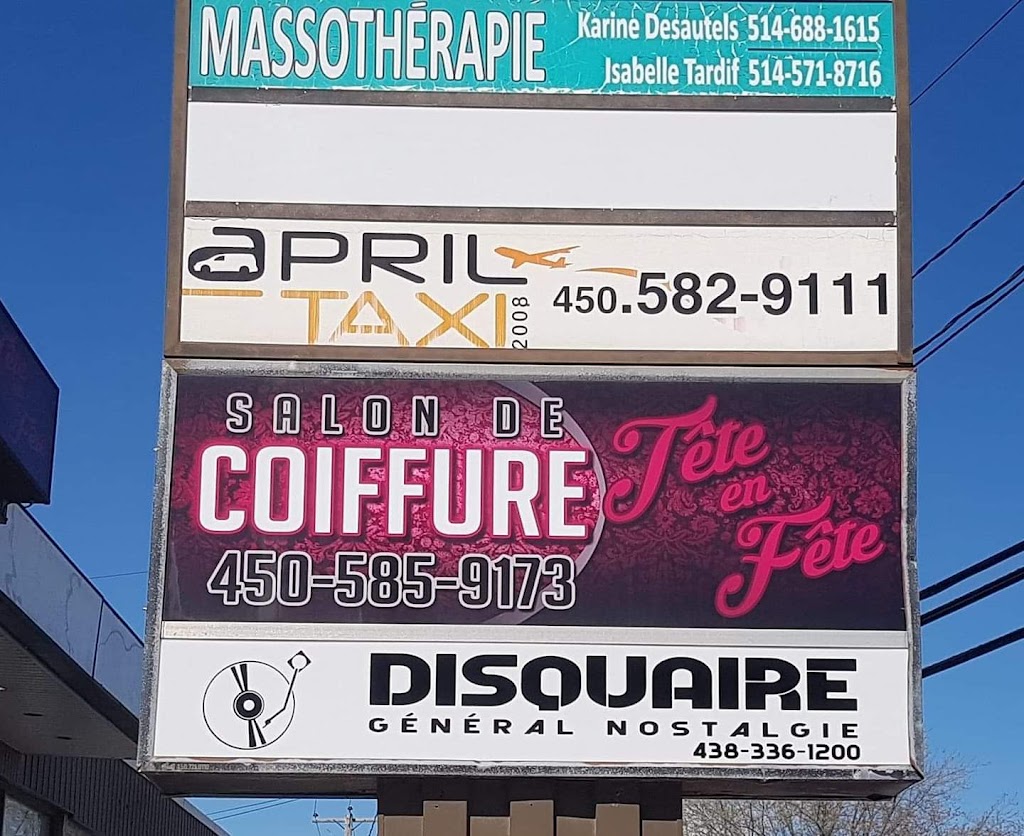 MASSOTHÉRAPIE
Karine Desautels 514-688-1615
Isabelle Tardif 514-571-8716
aPRIL
TAXI 2008
450.582-9111
SALON DE
COIFFURE
450-585-9173
Tête
en
Fête
DISQUAIRE
GÉNÉRAL NOSTALGIE
438-336-1200